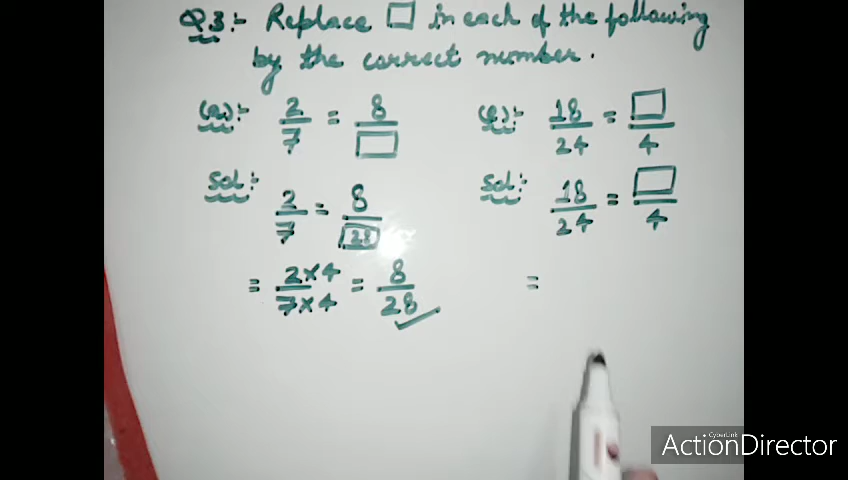 Q.3:- Replace □ in each of the following
by the correct number.
(a):- 2/7 = 8/□
Sol:- 2/7 = 8/28
= 2×4/7×4 = 8/28 ✓
(e):- 18/24 = □/4
Sol:- 18/24 = □/4
=
CyberLink
ActionDirector